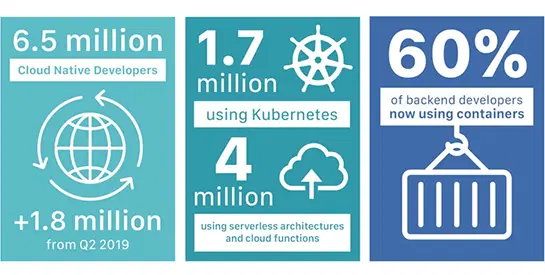 6.5 million
Cloud Native Developers
+1.8 million
from Q2 2019
1.7
million
using Kubernetes
4
million
using serverless architectures
and cloud functions
60%
of backend developers
now using containers